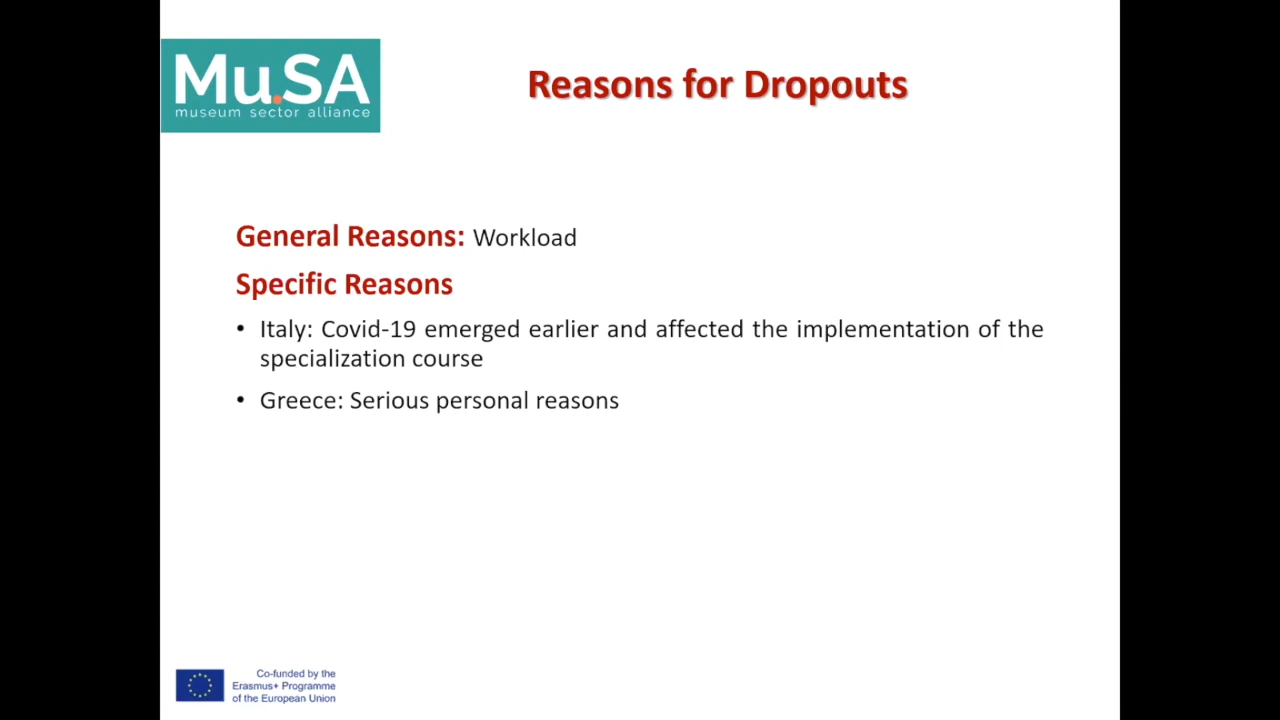 Mu.SA
museum sector alliance
Reasons for Dropouts
General Reasons: Workload
Specific Reasons
• Italy: Covid-19 emerged earlier and affected the implementation of the
specialization course
• Greece: Serious personal reasons
Co-funded by the
Erasmus+ Programme
of the European Union